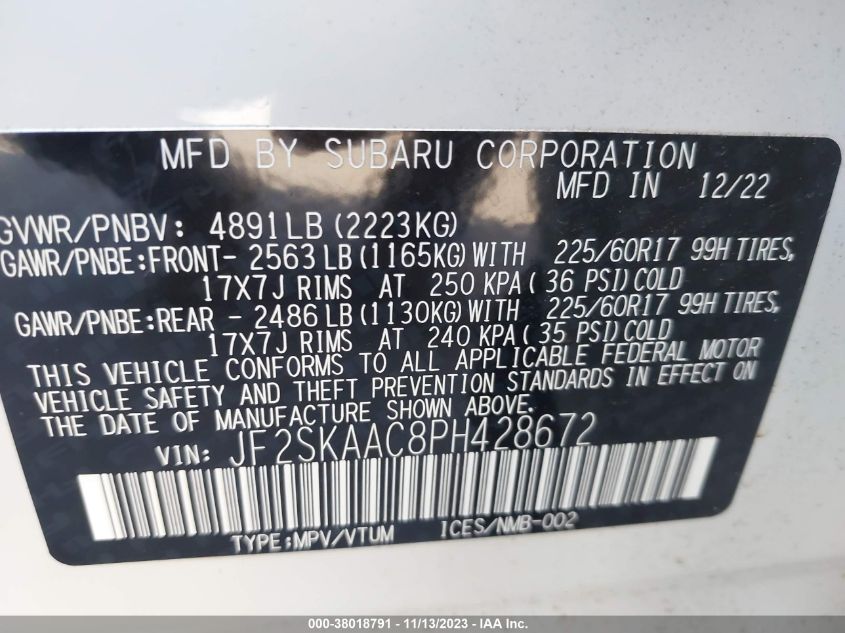 MFD BY SUBARU CORPORATION
MFD IN 12/22
GVWR/PNBV: 4891LB (2223KG)
GAWR/PNBE:FRONT- 2563LB (1165KG) WITH 225/60R17 99H TIRES,
17X7J RIMS AT 250 KPA( 36 PSI) COLD
GAWR/PNBE:REAR - 2486LB (1130KG) WITH 225/60R17 99H TIRES,
17X7J RIMS AT 240 KPA( 35 PSI) COLD
THIS VEHICLE CONFORMS TO ALL APPLICABLE FEDERAL MOTOR
VEHICLE SAFETY AND THEFT PREVENTION STANDARDS IN EFFECT ON
THE DATE OF MANUFACTURE SHOWN ABOVE.
VIN: JF2SKAAC8PH428672
TYPE:MPV/VTUM ICES/NMB-002
000-38018791 - 11/13/2023 - IAA Inc.